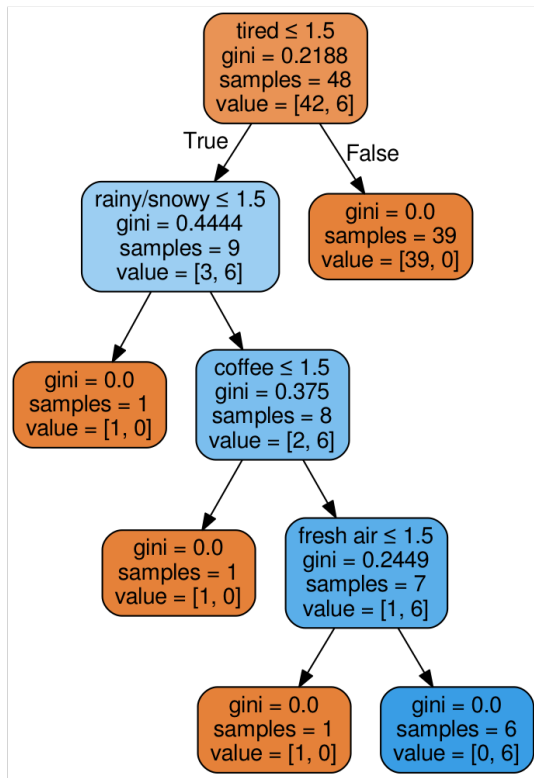 tired ≤ 1.5
gini = 0.2188
samples = 48
value = [42, 6]
True
False
rainy/snowy ≤ 1.5
gini = 0.4444
samples = 9
value = [3, 6]
gini = 0.0
samples = 39
value = [39, 0]
gini = 0.0
samples = 1
value = [1, 0]
coffee ≤ 1.5
gini = 0.375
samples = 8
value = [2, 6]
gini = 0.0
samples = 1
value = [1, 0]
fresh air ≤ 1.5
gini = 0.2449
samples = 7
value = [1, 6]
gini = 0.0
samples = 1
value = [1, 0]
gini = 0.0
samples = 6
value = [0, 6]